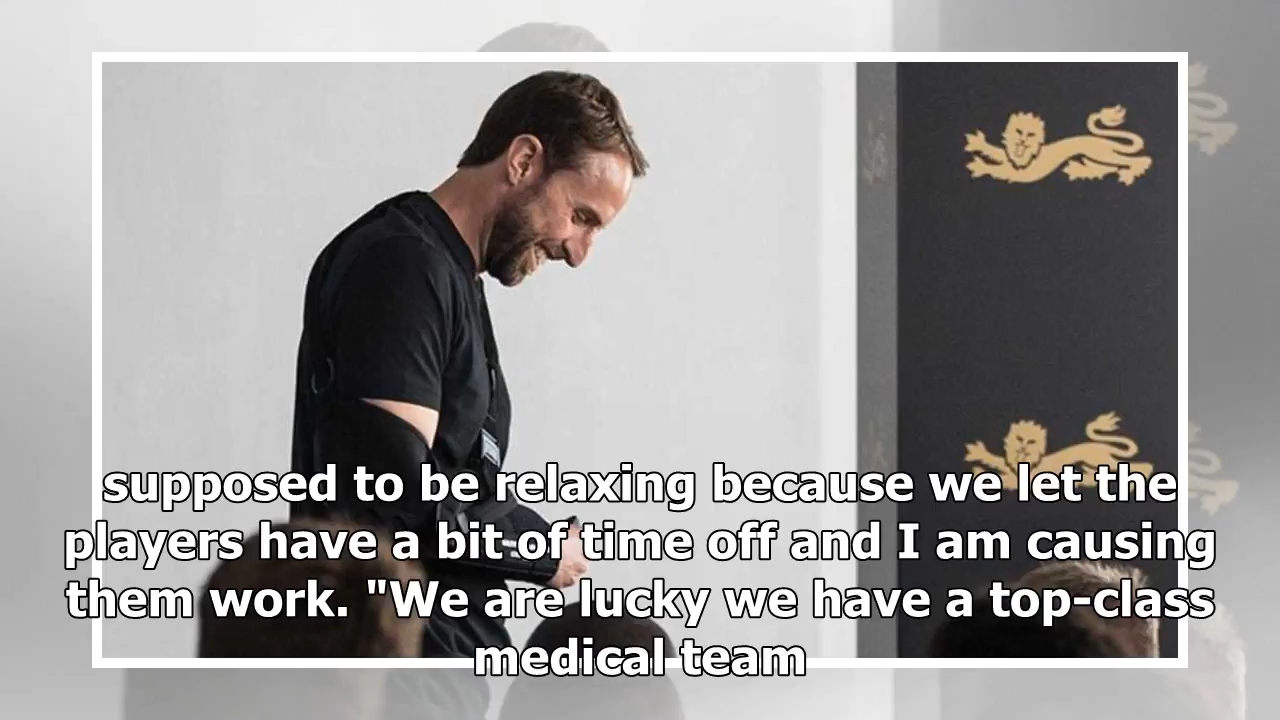 supposed to be relaxing because we let the
players have a bit of time off and I am causing
them work. "We are lucky we have a top-class
medical team